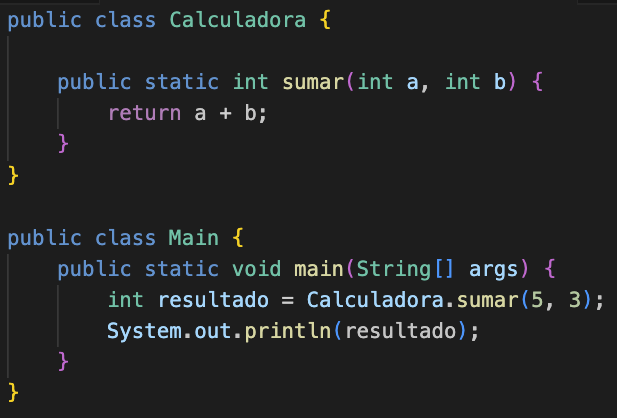 public class Calculadora {
    public static int sumar(int a, int b) {
        return a + b;
    }
}
public class Main {
    public static void main(String[] args) {
        int resultado = Calculadora.sumar(5, 3);
        System.out.println(resultado);
    }
}